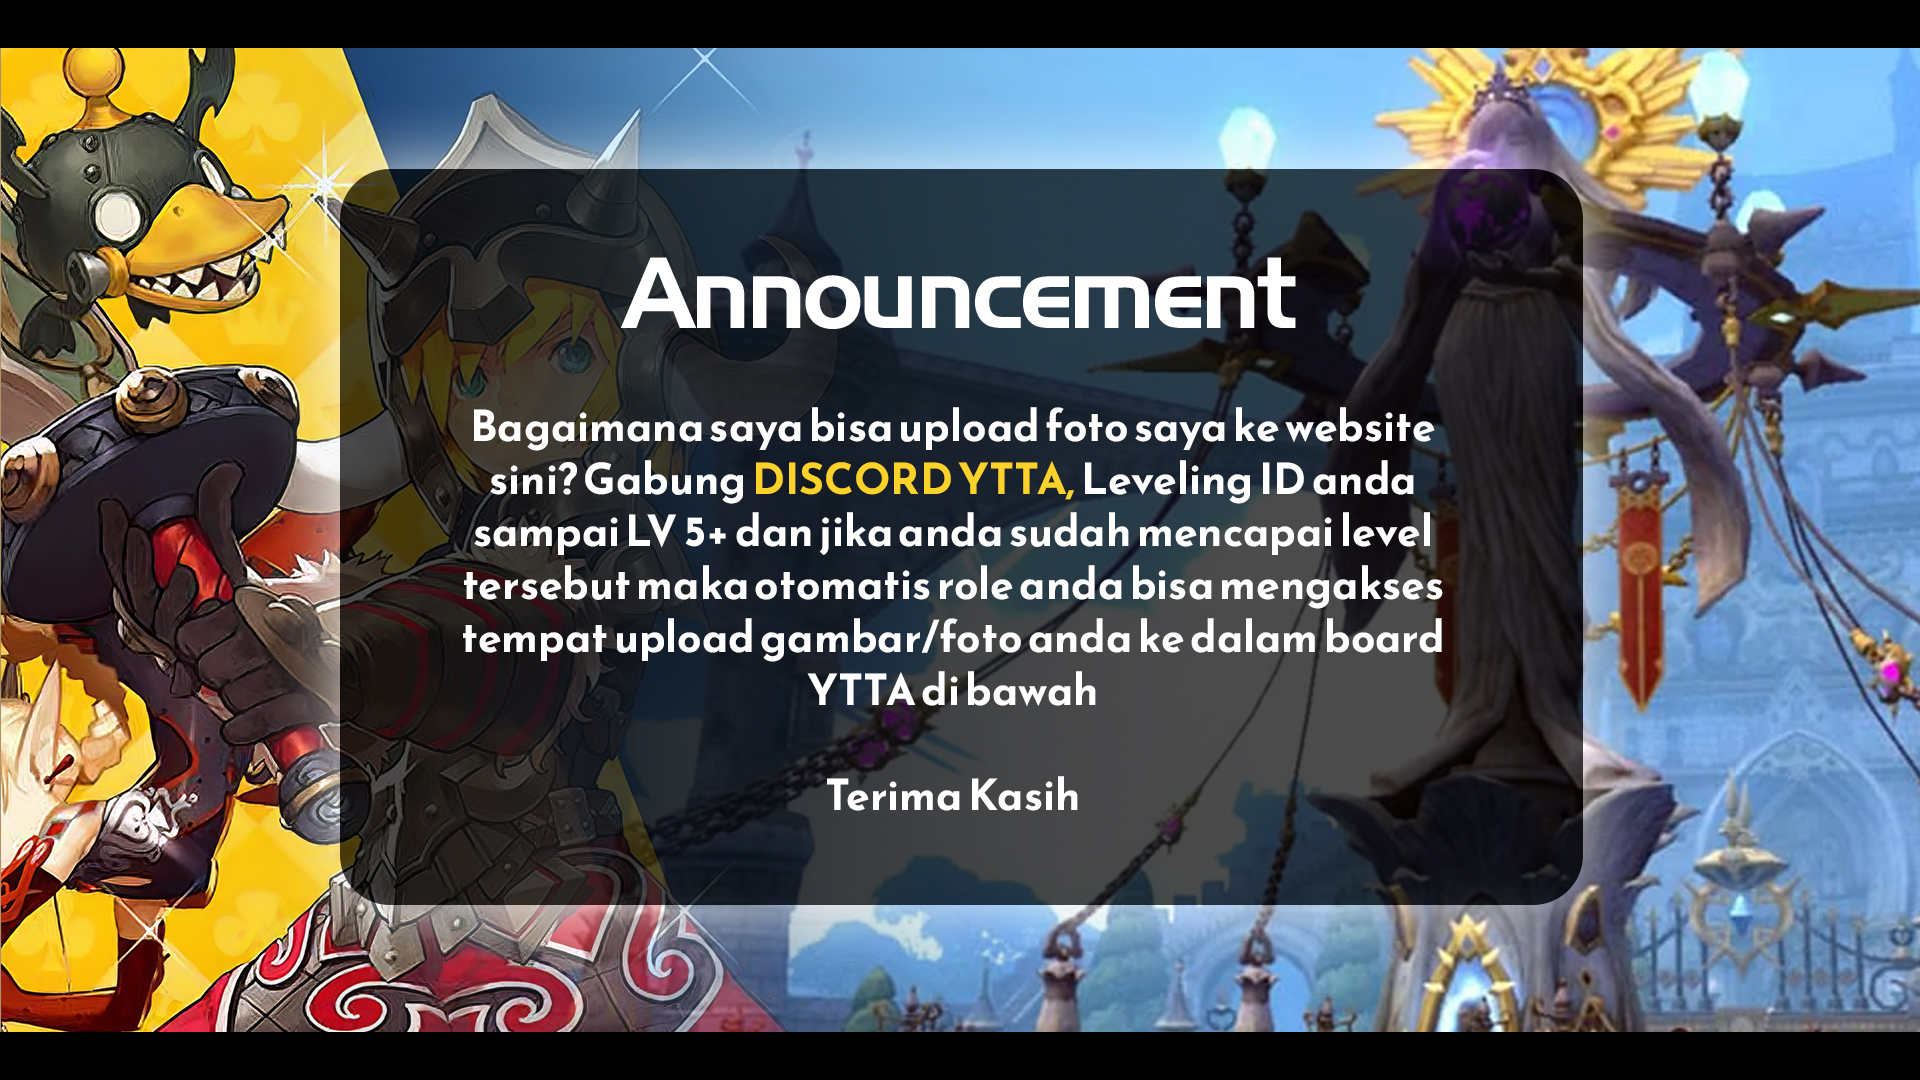 Announcement
Bagaimana saya bisa upload foto saya ke website
sini? Gabung DISCORD YTTA, Leveling ID anda
sampai LV 5+ dan jika anda sudah mencapai level
tersebut maka otomatis role anda bisa mengakses
tempat upload gambar/foto anda ke dalam board
YTTA di bawah
Terima Kasih